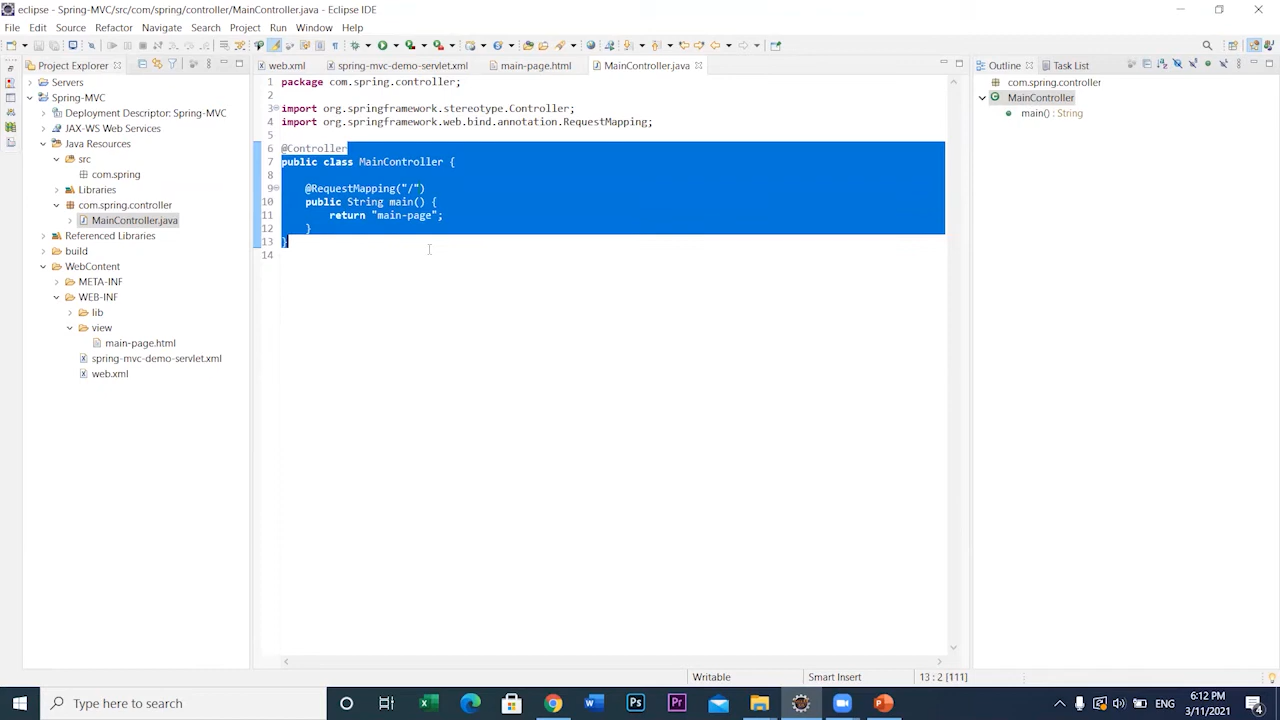 eclipse - Spring-MVC/src/com/spring/controller/MainController.java - Eclipse IDE
File Edit Source Refactor Navigate Search Project Run Window Help
Project Explorer
web.xml
spring-mvc-demo-servlet.xml
main-page.html
MainController.java
Outline
Task List
Servers
Spring-MVC
Deployment Descriptor: Spring-MVC
JAX-WS Web Services
Java Resources
src
com.spring
Libraries
com.spring.controller
MainController.java
Referenced Libraries
build
WebContent
META-INF
WEB-INF
lib
view
main-page.html
spring-mvc-demo-servlet.xml
web.xml
1 package com.spring.controller;
2
3 import org.springframework.stereotype.Controller;
4 import org.springframework.web.bind.annotation.RequestMapping;
5
6 @Controller
7 public class MainController {
8
9 @RequestMapping("/")
10 public String main() {
11 return "main-page";
12 }
13 }
14
com.spring.controller
MainController
main() : String
Writable
Smart Insert
13 : 2 [111]
Type here to search
ENG
6:12 PM
3/11/2021
4